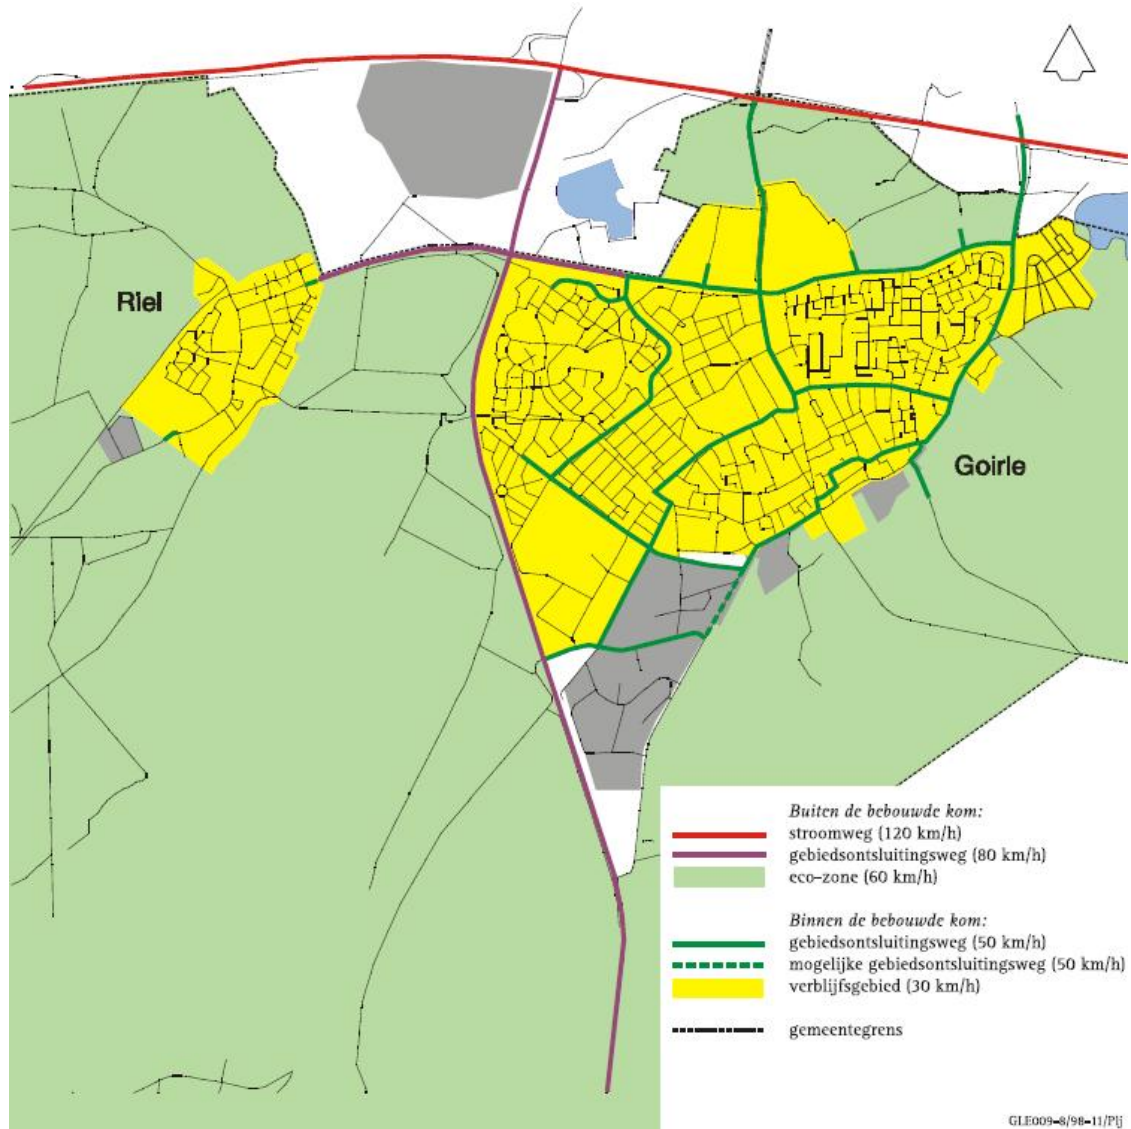 Riel
Goirle
Buiten de bebouwde kom:
stroomweg (120 km/h)
gebiedsontsluitingsweg (80 km/h)
eco-zone (60 km/h)
Binnen de bebouwde kom:
gebiedsontsluitingsweg (50 km/h)
mogelijke gebiedsontsluitingsweg (50 km/h)
verblijfsgebied (30 km/h)
gemeentegrens
GLE009-8/98-11/Plj